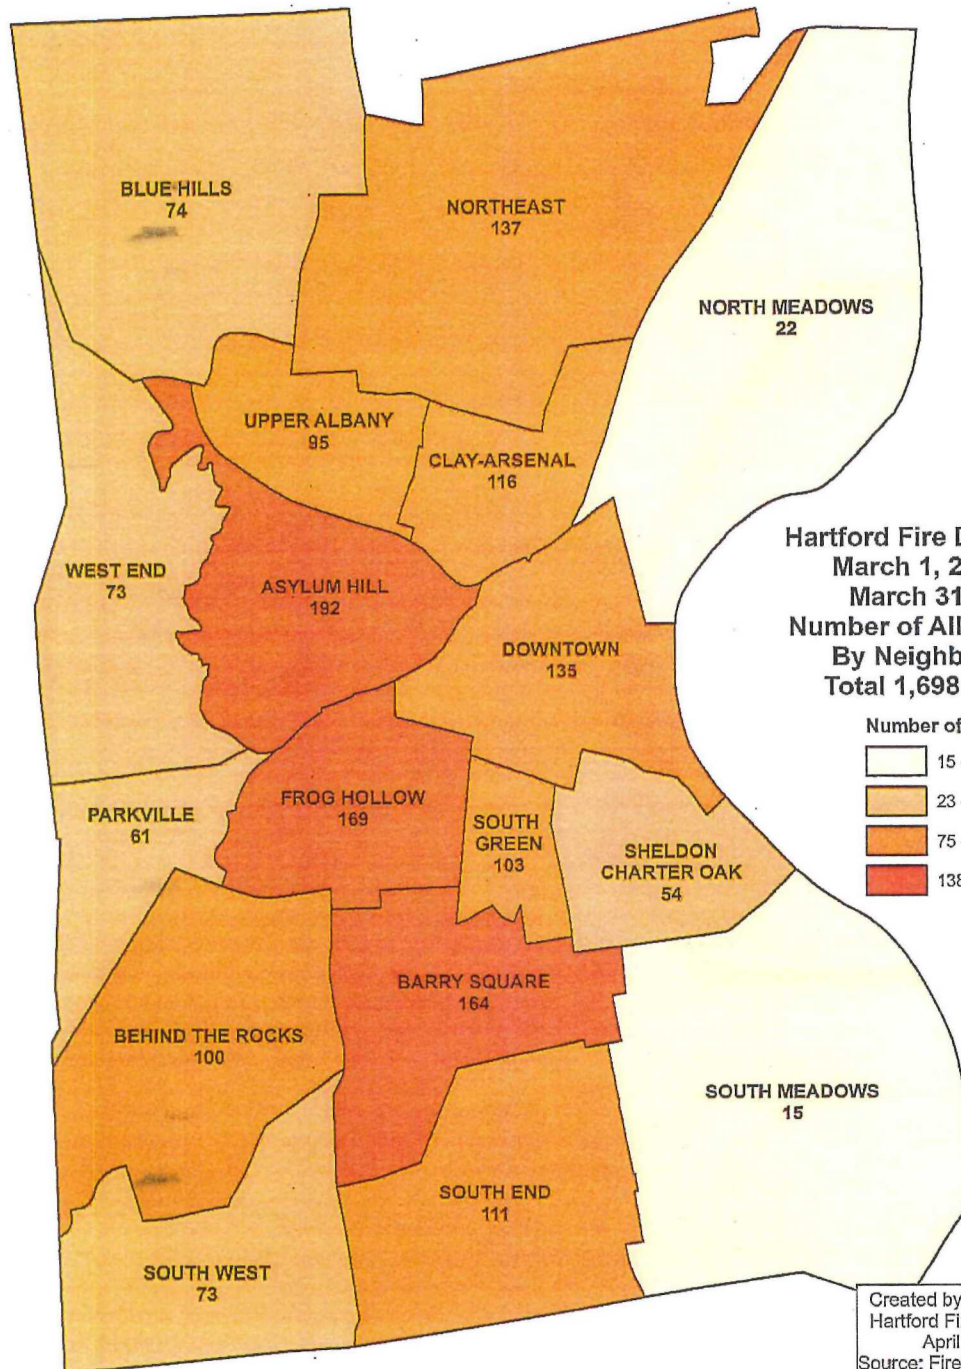 BLUE HILLS
74
NORTHEAST
137
NORTH MEADOWS
22
UPPER ALBANY
95
CLAY-ARSENAL
116
WEST END
73
ASYLUM HILL
192
Hartford Fire D
March 1, 2
March 31
Number of All
By Neighb
Total 1,698
DOWNTOWN
135
Number of
15
23
75
138
PARKVILLE
61
FROG HOLLOW
169
SOUTH
GREEN
103
SHELDON
CHARTER OAK
54
BARRY SQUARE
164
BEHIND THE ROCKS
100
SOUTH MEADOWS
15
SOUTH END
111
SOUTH WEST
73
Created by
Hartford Fi
April
Source: Fire